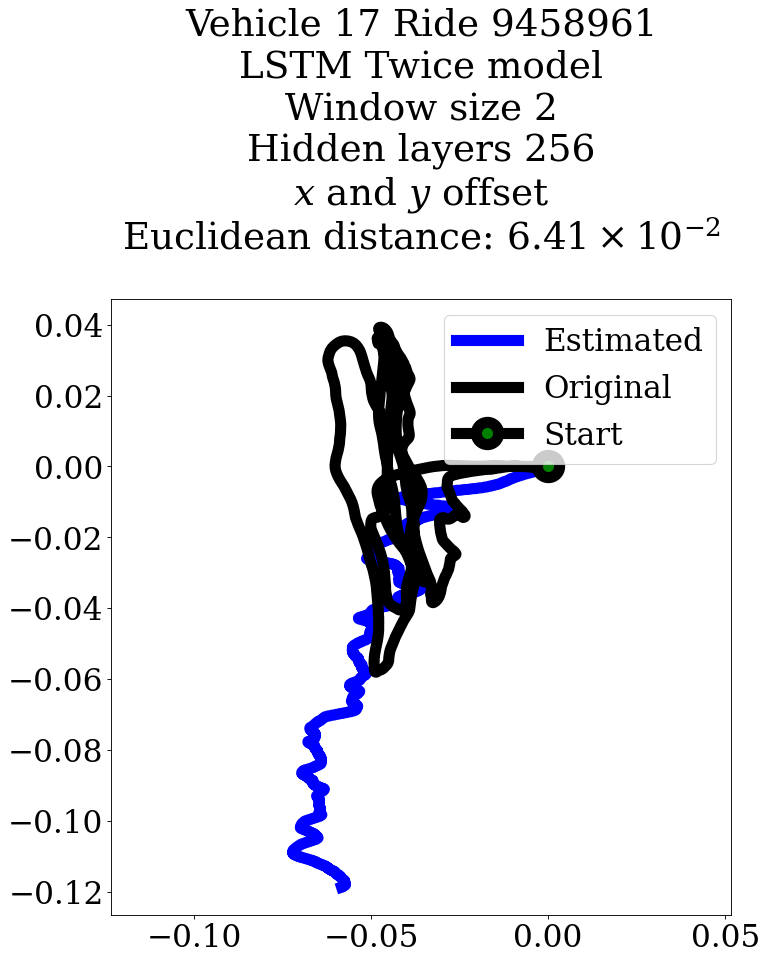 Vehicle 17 Ride 9458961
LSTM Twice model
Window size 2
Hidden layers 256
x and y offset
Euclidean distance: 6.41 × 10⁻²
Estimated
Original
Start
0.04
0.02
0.00
−0.02
−0.04
−0.06
−0.08
−0.10
−0.12
−0.10 −0.05 0.00 0.05